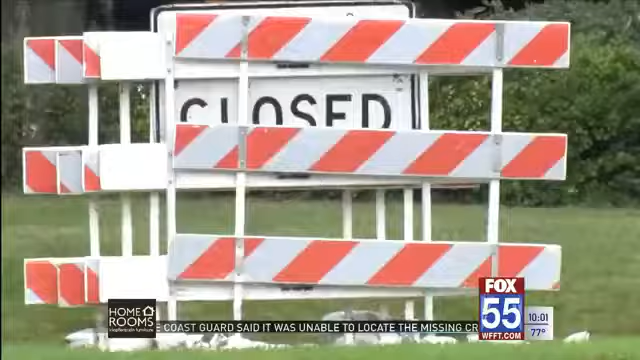 CLOSED
FOX
55
WFFT.COM
10:01
77°
HOME
ROOMS
E COAST GUARD SAID IT WAS UNABLE TO LOCATE THE MISSING CR